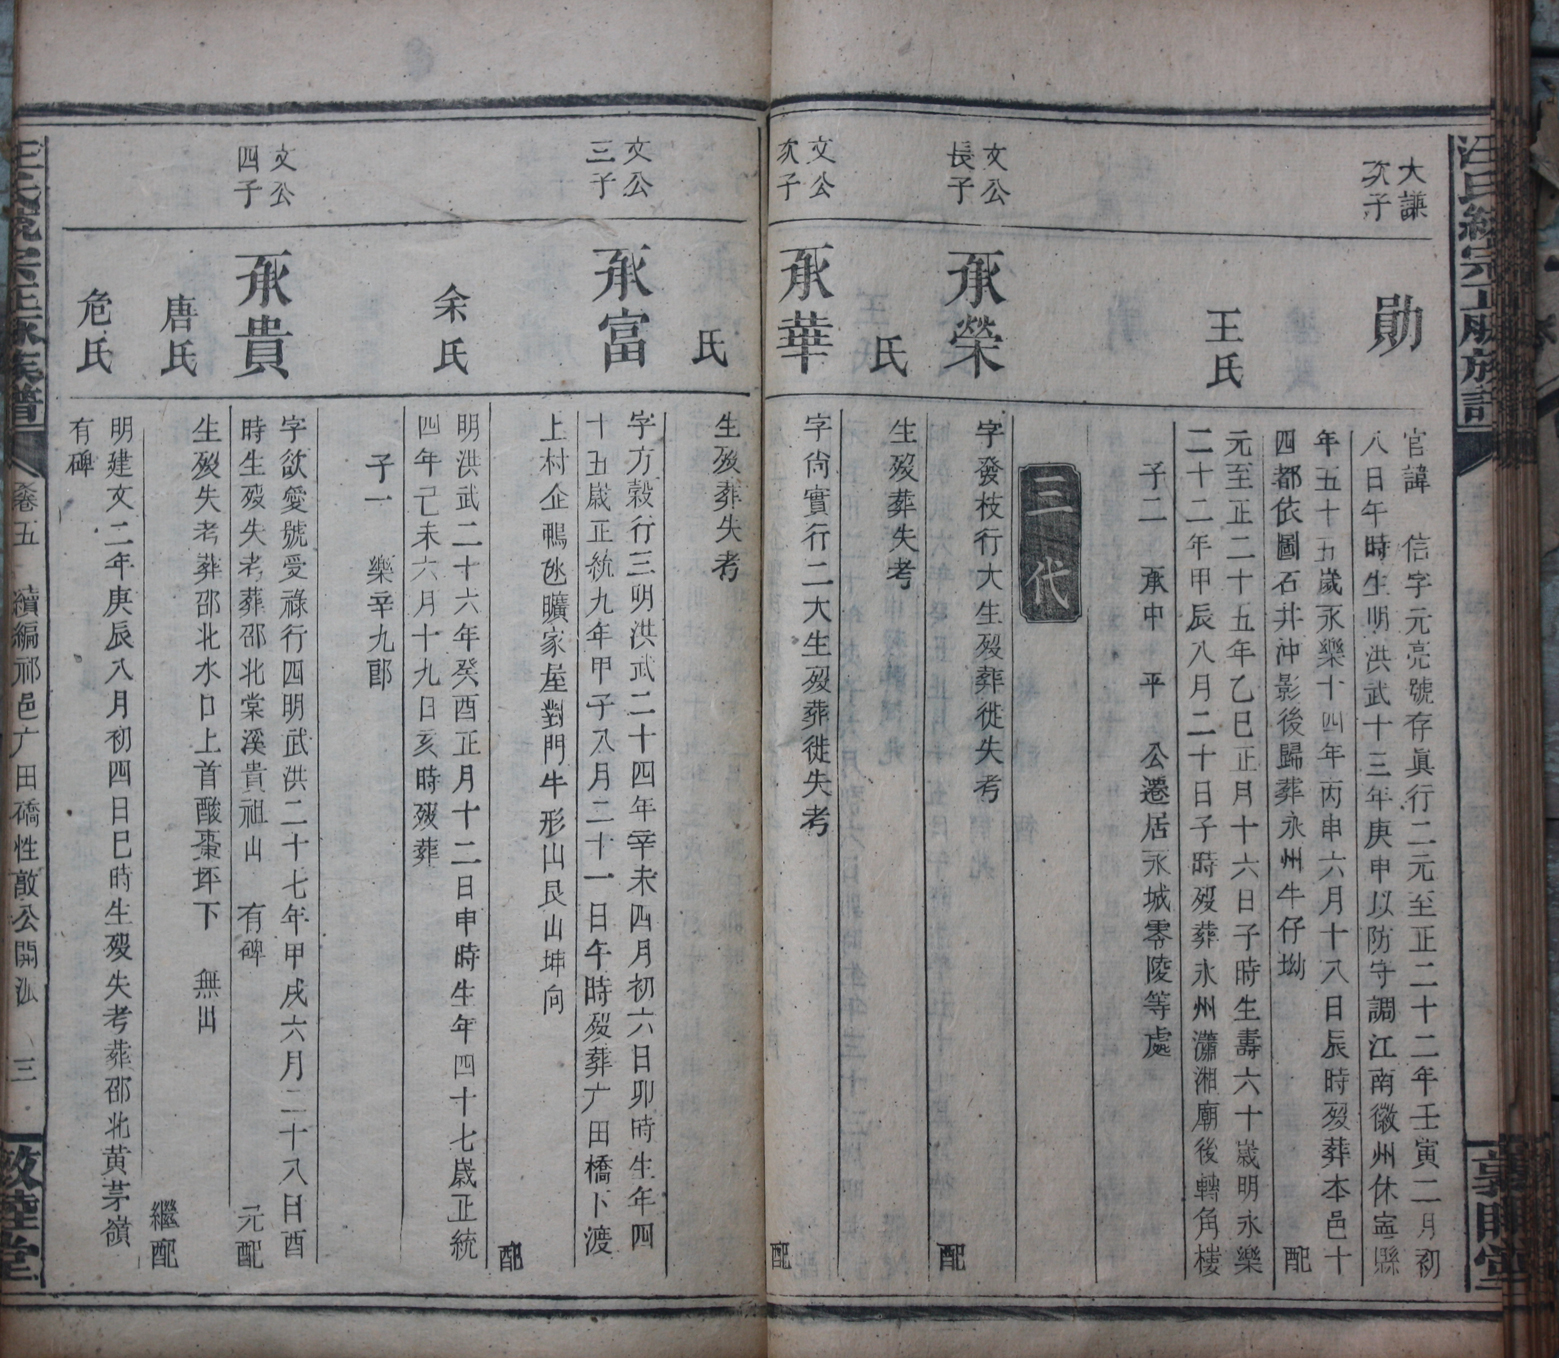 大謙
次子
勛
官諱　信字元亮號存眞行二元至正二十二年壬寅二月初
八日午時生明洪武十三年庚申以防守調江南徽州休寧縣
年五十五歲永樂十四年丙申六月十八日辰時歿葬本邑十
四都依圖石井沖影後歸葬永州牛仔坳　配
王氏
元至正二十五年乙巳正月十六日子時生壽六十歲明永樂
二十二年甲辰八月二十日子時歿葬永州瀟湘廟後轉角樓
子二　承中　平　公遷居永城零陵等處
三代
文公
長子
承榮
字發枝行大生歿葬徙失考　配
氏
生歿葬失考
文公
次子
承華
字尙實行二大生歿葬徙失考　配
氏
生歿葬失考
文公
三子
承富
字方穀行三明洪武二十四年辛未四月初六日卯時生年四
十五歲正統九年甲子八月二十一日午時歿葬广田橋下渡
上村企鴨乸曠家屋對門牛形山艮山坤向　配
余氏
明洪武二十六年癸酉正月十二日申時生年四十七歲正統
四年己未六月十九日亥時歿葬
子一　樂辛九郎
文公
四子
承貴
字欲愛號受祿行四明武洪二十七年甲戌六月二十八日酉
時生歿失考葬邵北棠溪貴祖山　有碑　元配
唐氏
生歿失考葬邵北水口上首酸棗坪下　無出　繼配
危氏
明建文二年庚辰八月初四日巳時生歿失考葬邵北黄茅嶺
有碑
卷五　續編祁邑广田礄性敵公開派　三
敦睦堂